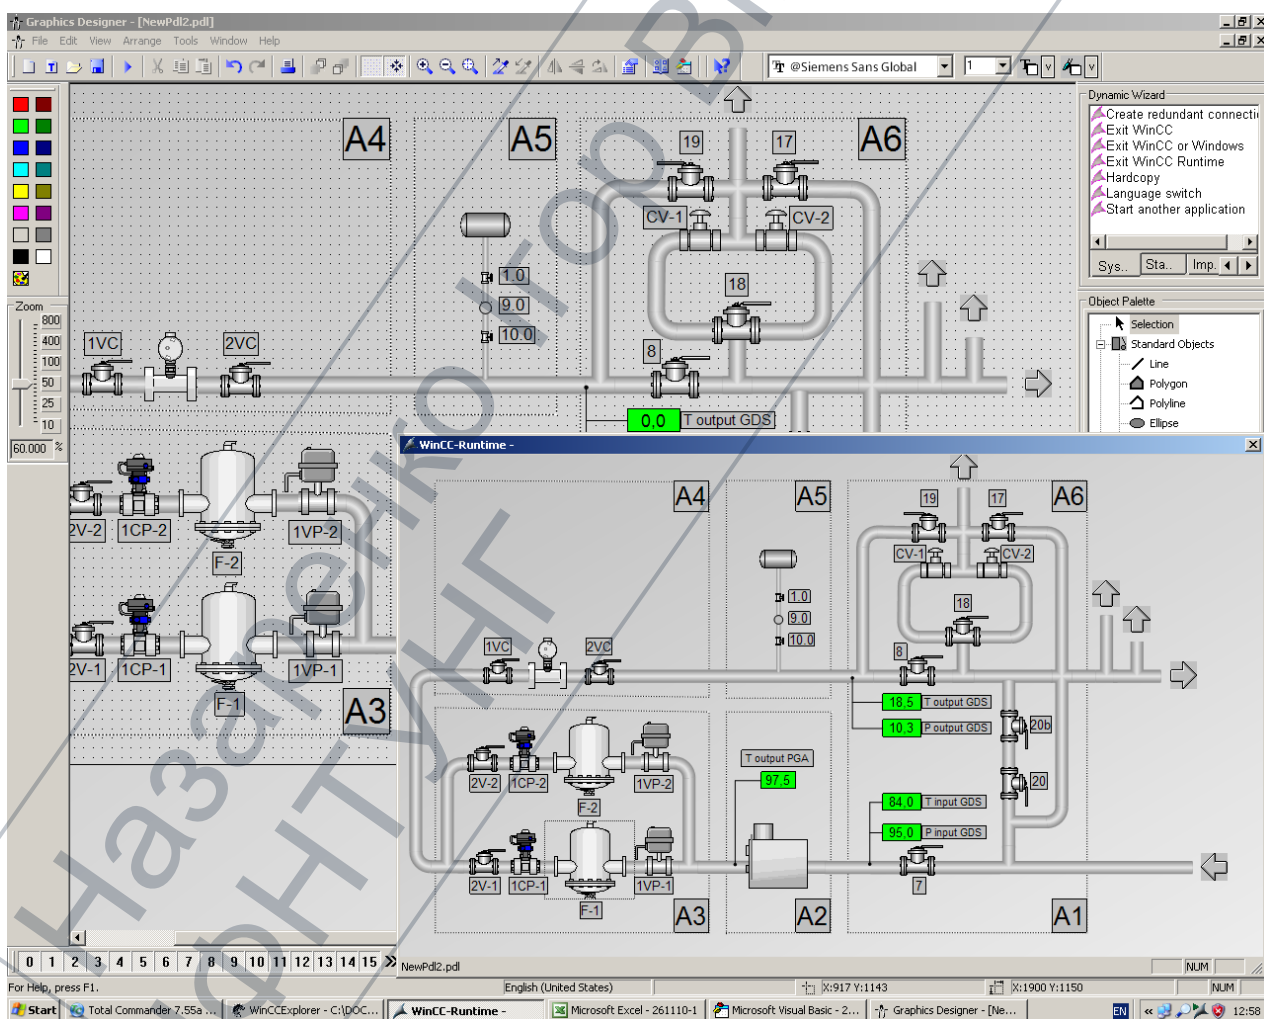 Graphics Designer - [NewPdl2.pdl]
File Edit View Arrange Tools Window Help
@Siemens Sans Global
1
Dynamic Wizard
Create redundant connecti
Exit WinCC
Exit WinCC or Windows
Exit WinCC Runtime
Hardcopy
Language switch
Start another application
Sys.. Sta.. Imp.
Object Palette
Selection
Standard Objects
Line
Polygon
Polyline
Ellipse
Zoom
800
400
100
50
25
10
60.000 %
A4
A5
A6
19
17
CV-1
CV-2
1.0
9.0
10.0
18
8
1VC
2VC
0,0 T output GDS
2V-2
1CP-2
F-2
1VP-2
2V-1
1CP-1
F-1
1VP-1
A3
WinCC-Runtime -
A4
A5
A6
19
17
CV-1
CV-2
1.0
9.0
10.0
18
8
1VC
2VC
18,5 T output GDS
10,3 P output GDS
20b
20
T output PGA
97,5
84,0 T input GDS
95,0 P input GDS
2V-2
1CP-2
F-2
1VP-2
2V-1
1CP-1
F-1
1VP-1
7
A3
A2
A1
NewPdl2.pdl
NUM
0 1 2 3 4 5 6 7 8 9 10 11 12 13 14 15
For Help, press F1.
English (United States)
X:917 Y:1143
X:1900 Y:1150
NUM
Start
Total Commander 7.55a ...
WinCCExplorer - C:\DOC...
WinCC-Runtime -
Microsoft Excel - 261110-1
Microsoft Visual Basic - 2...
Graphics Designer - [Ne...
EN
12:58
Назаренко Ігор В
ІФНТУНГ